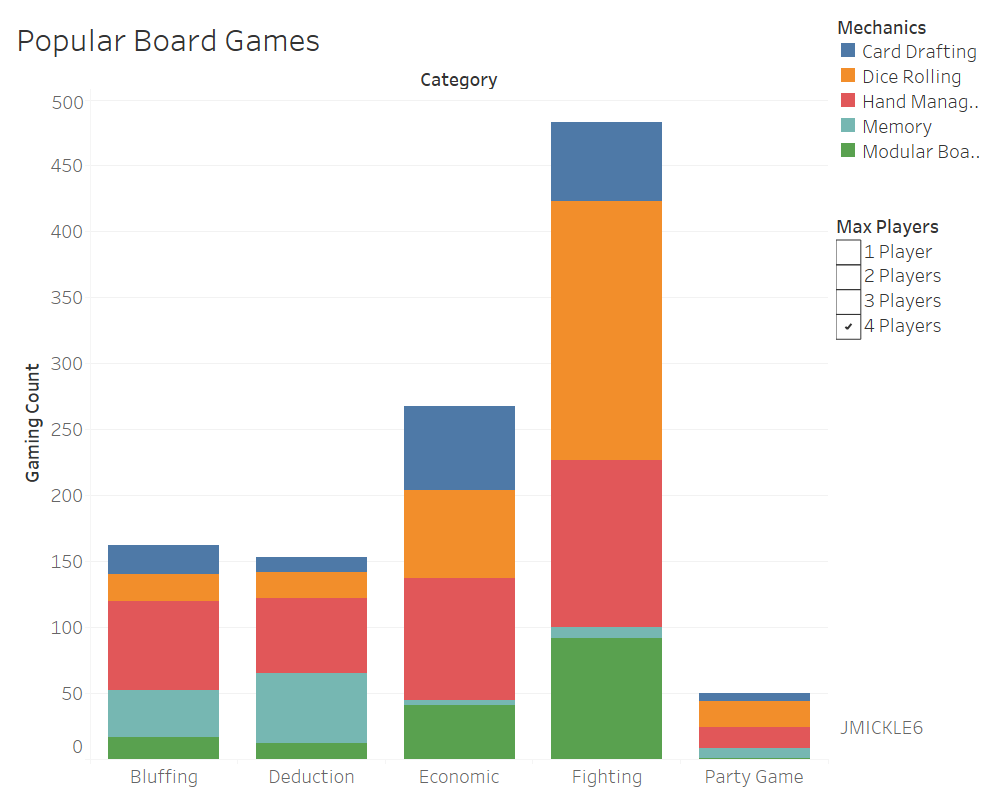 Popular Board Games
Category
Mechanics
Card Drafting
Dice Rolling
Hand Manag..
Memory
Modular Boa..
Max Players
1 Player
2 Players
3 Players
4 Players
Gaming Count
500
450
400
350
300
250
200
150
100
50
0
Bluffing
Deduction
Economic
Fighting
Party Game
JMICKLE6